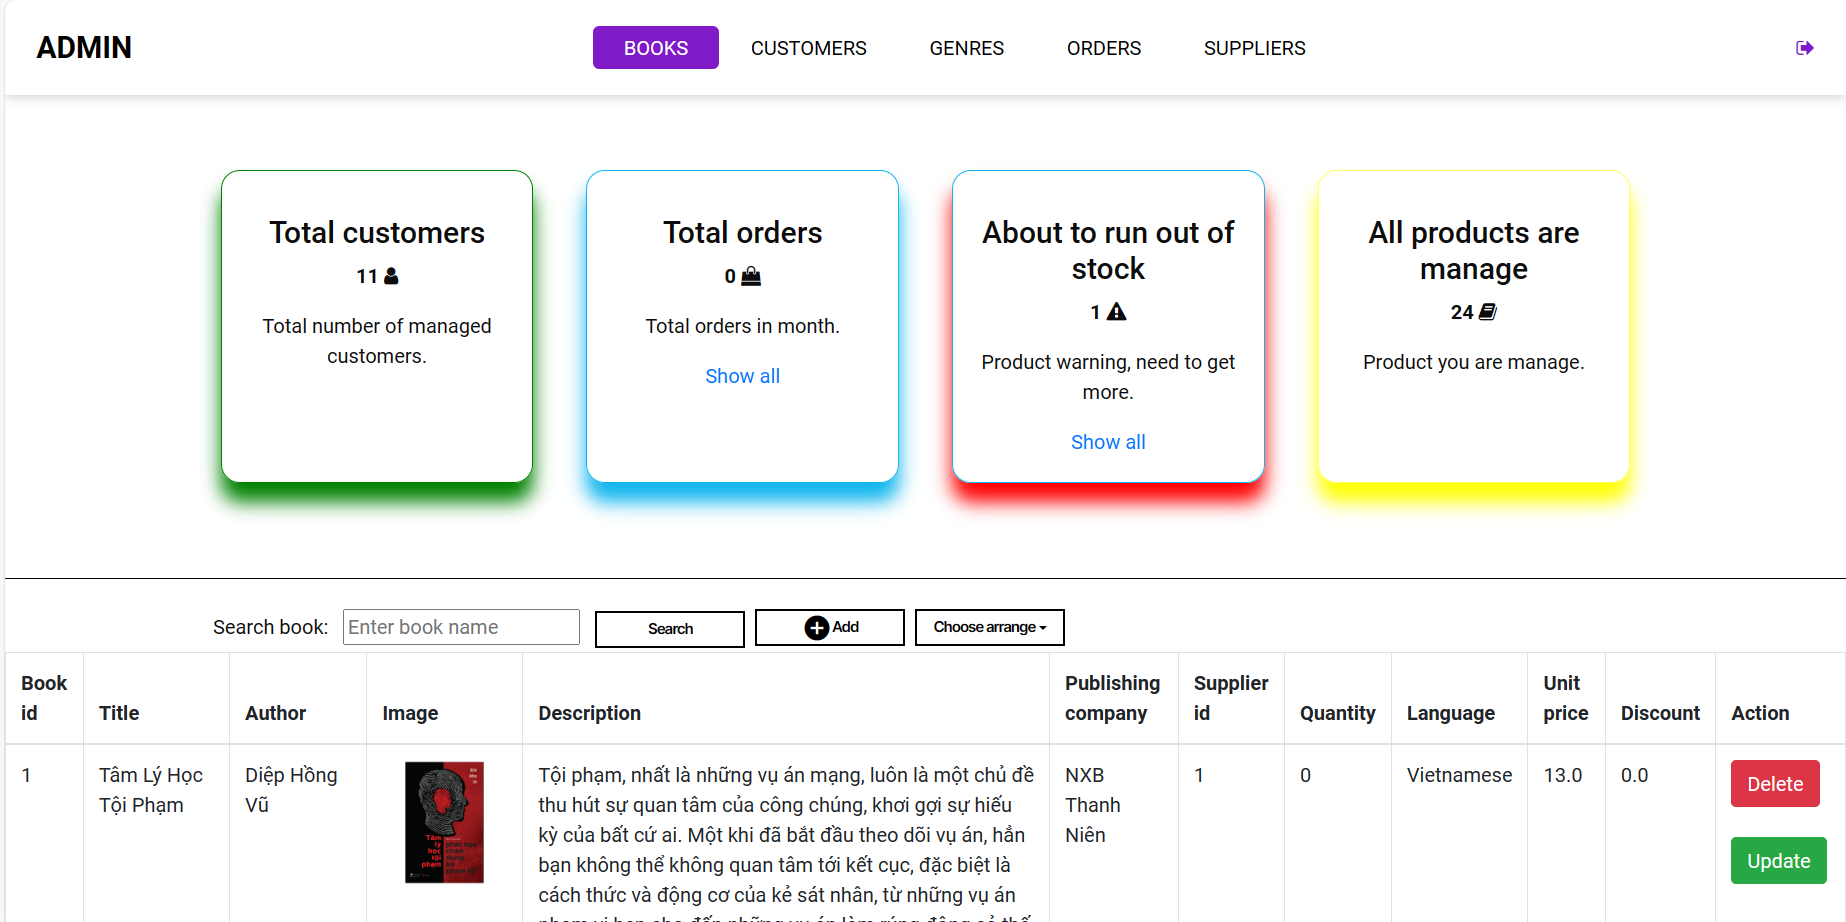 ADMIN
BOOKS
CUSTOMERS
GENRES
ORDERS
SUPPLIERS
Total customers
11
Total number of managed
customers.
Total orders
0
Total orders in month.
Show all
About to run out of
stock
1
Product warning, need to get
more.
Show all
All products are
manage
24
Product you are manage.
Search book:
Enter book name
Search
Add
Choose arrange
Book
id
Title
Author
Image
Description
Publishing
company
Supplier
id
Quantity
Language
Unit
price
Discount
Action
1
Tâm Lý Học
Tội Phạm
Diệp Hồng
Vũ
Tâm
lý
học
tội
phạm
Tội phạm, nhất là những vụ án mạng, luôn là một chủ đề
thu hút sự quan tâm của công chúng, khơi gợi sự hiếu
kỳ của bất cứ ai. Một khi đã bắt đầu theo dõi vụ án, hẳn
bạn không thể không quan tâm tới kết cục, đặc biệt là
cách thức và động cơ của kẻ sát nhân, từ những vụ án
NXB
Thanh
Niên
1
0
Vietnamese
13.0
0.0
Delete
Update